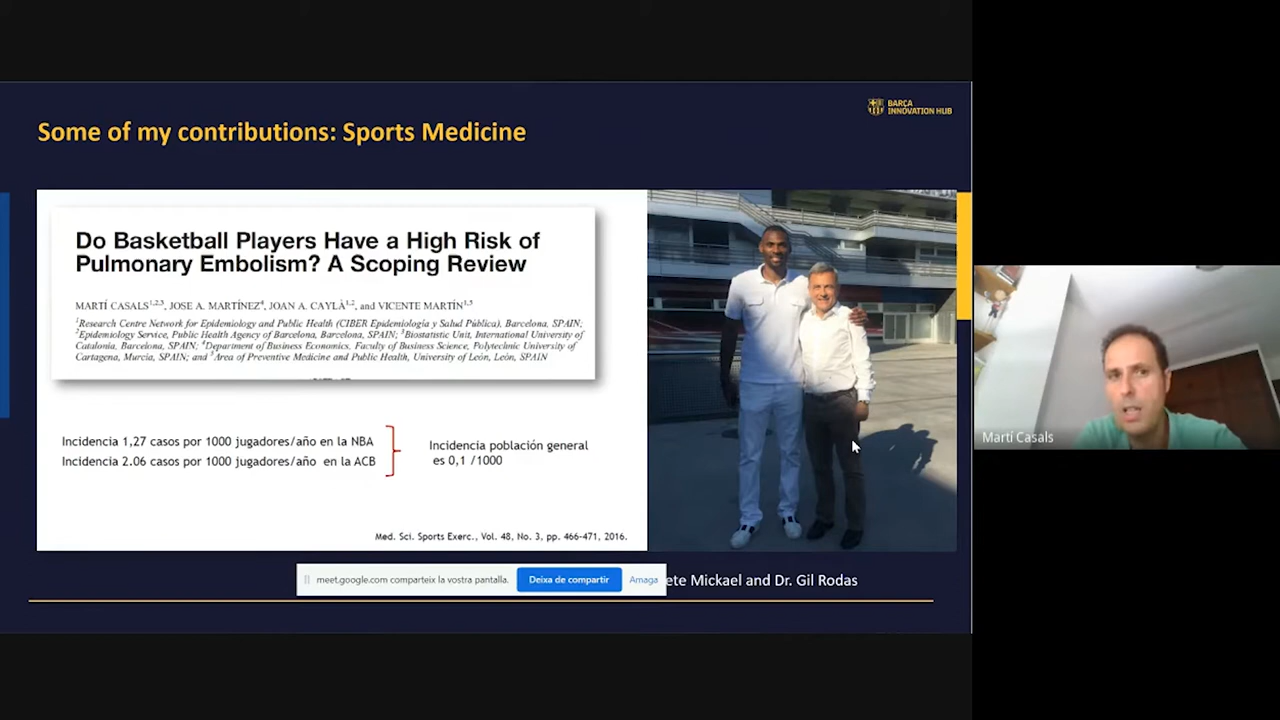 BARÇA
INNOVATION HUB
Some of my contributions: Sports Medicine
Do Basketball Players Have a High Risk of
Pulmonary Embolism? A Scoping Review
MARTÍ CASALS1,2,3, JOSE A. MARTÍNEZ4, JOAN A. CAYLÀ1,2, and VICENTE MARTÍN1,5
1Research Centre Network for Epidemiology and Public Health (CIBER Epidemiología y Salud Pública), Barcelona, SPAIN;
2Epidemiology Service, Public Health Agency of Barcelona, Barcelona, SPAIN; 3Biostatistic Unit, International University of
Catalonia, Barcelona, SPAIN; 4Department of Business Economics. Faculty of Business Science, Polytechnic University of
Cartagena, Murcia, SPAIN; and 5Area of Preventive Medicine and Public Health, University of León, León, SPAIN
Incidencia 1,27 casos por 1000 jugadores/año en la NBA
Incidencia 2.06 casos por 1000 jugadores/año en la ACB
Incidencia población general
es 0,1 /1000
Med. Sci. Sports Exerc., Vol. 48, No. 3, pp. 466-471, 2016.
meet.google.com comparteix la vostra pantalla.
Deixa de compartir
Amaga
Mickael and Dr. Gil Rodas
Martí Casals